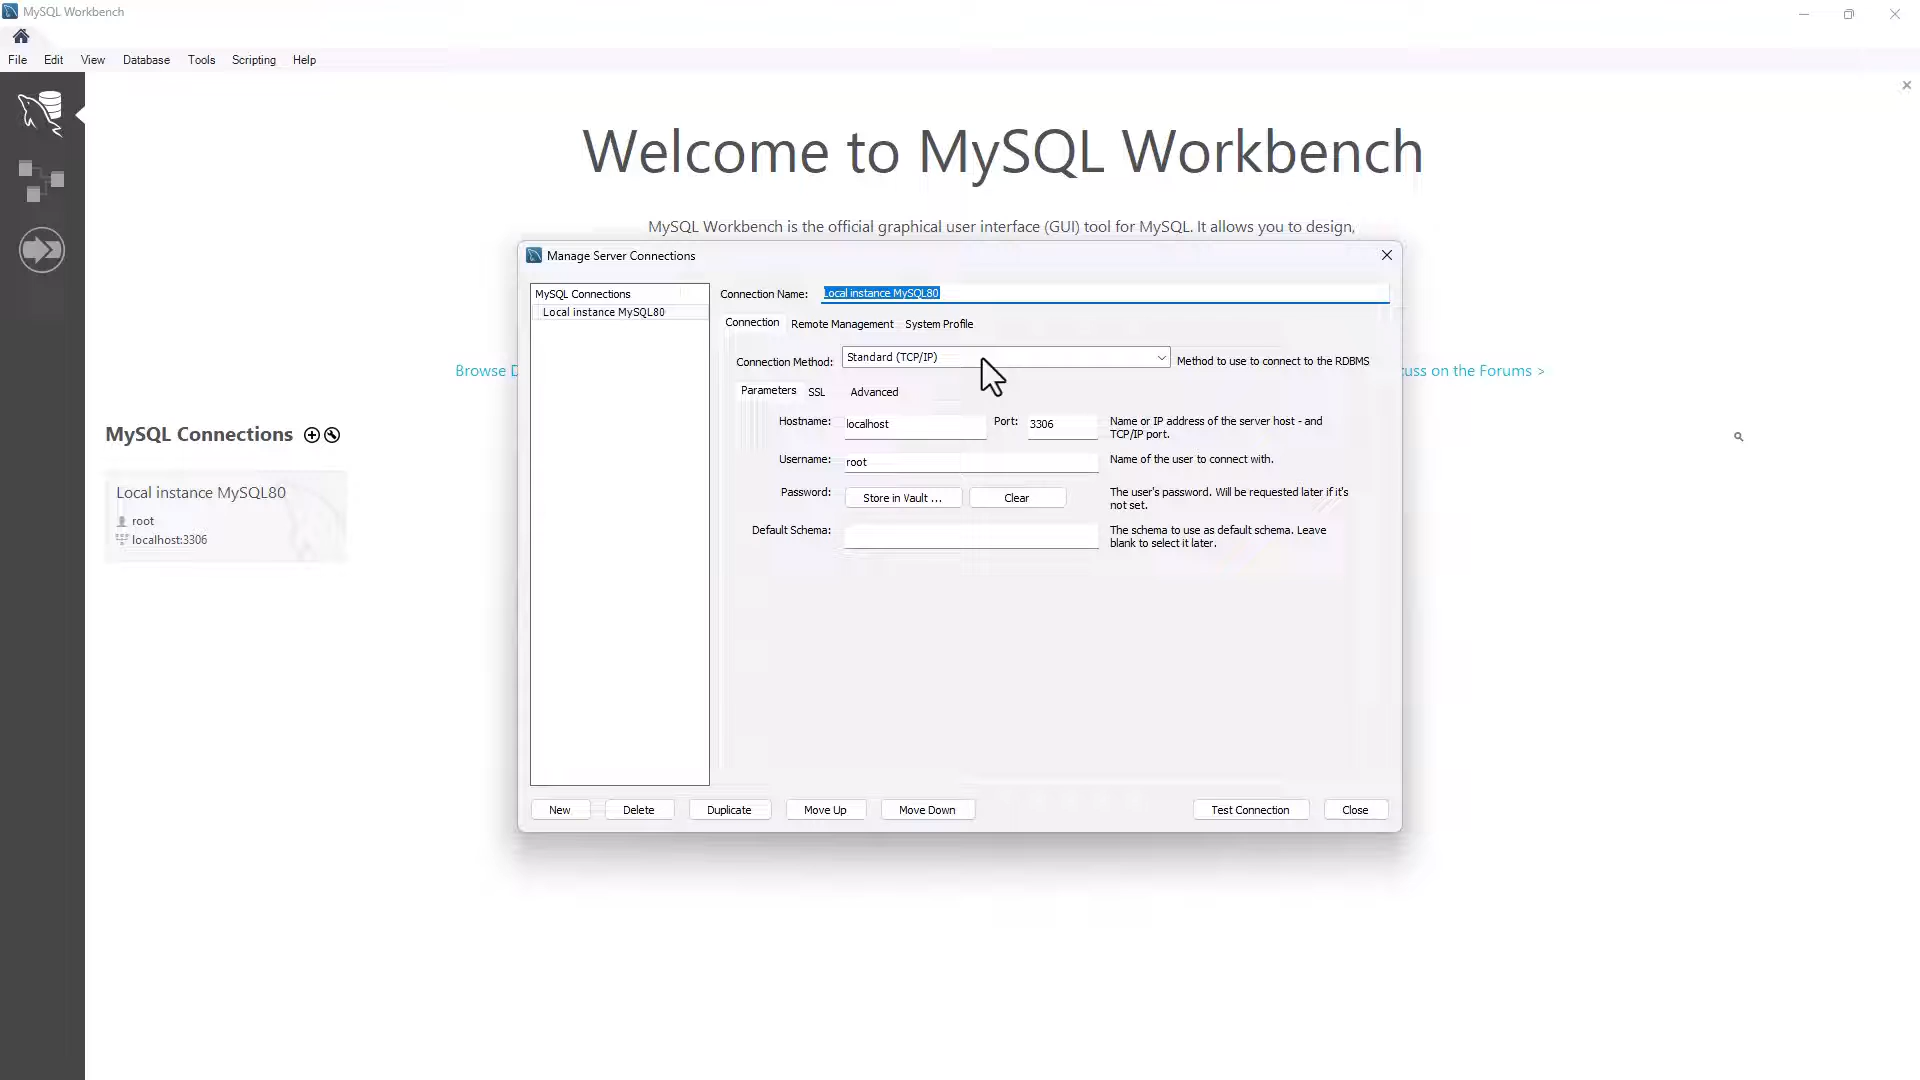 MySQL Workbench
File Edit View Database Tools Scripting Help
Welcome to MySQL Workbench
MySQL Workbench is the official graphical user interface (GUI) tool for MySQL. It allows you to design,
Manage Server Connections
MySQL Connections
Local instance MySQL80
Connection Name: Local instance MySQL80
Connection Remote Management System Profile
Connection Method: Standard (TCP/IP) Method to use to connect to the RDBMS
Parameters SSL Advanced
Hostname: localhost Port: 3306 Name or IP address of the server host - and
TCP/IP port.
Username: root Name of the user to connect with.
Password: Store in Vault ... Clear The user's password. Will be requested later if it's
not set.
Default Schema: The schema to use as default schema. Leave
blank to select it later.
New Delete Duplicate Move Up Move Down Test Connection Close
Browse on the Forums >
MySQL Connections
Local instance MySQL80
root
localhost:3306